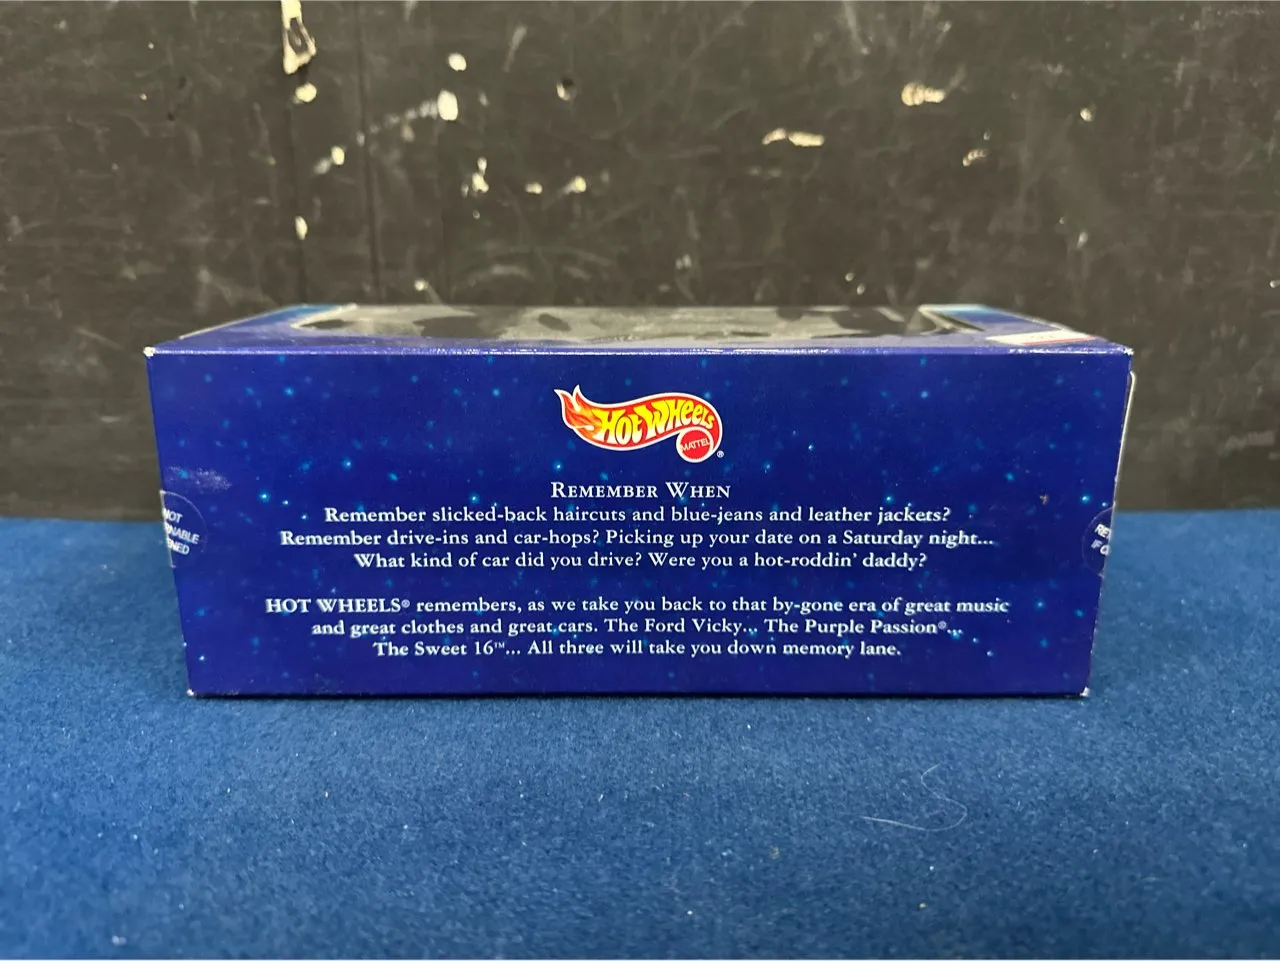 HOT WHEELS
MATTEL
®
REMEMBER WHEN
Remember slicked-back haircuts and blue-jeans and leather jackets?
Remember drive-ins and car-hops? Picking up your date on a Saturday night...
What kind of car did you drive? Were you a hot-roddin' daddy?
HOT WHEELS® remembers, as we take you back to that by-gone era of great music
and great clothes and great cars. The Ford Vicky... The Purple Passion®...
The Sweet 16™... All three will take you down memory lane.